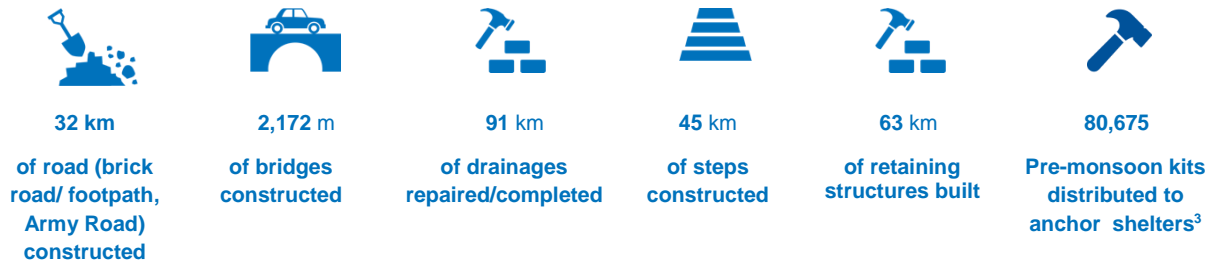 32 km
of road (brick
road/ footpath,
Army Road)
constructed
2,172 m
of bridges
constructed
91 km
of drainages
repaired/completed
45 km
of steps
constructed
63 km
of retaining
structures built
80,675
Pre-monsoon kits
distributed to
anchor shelters³